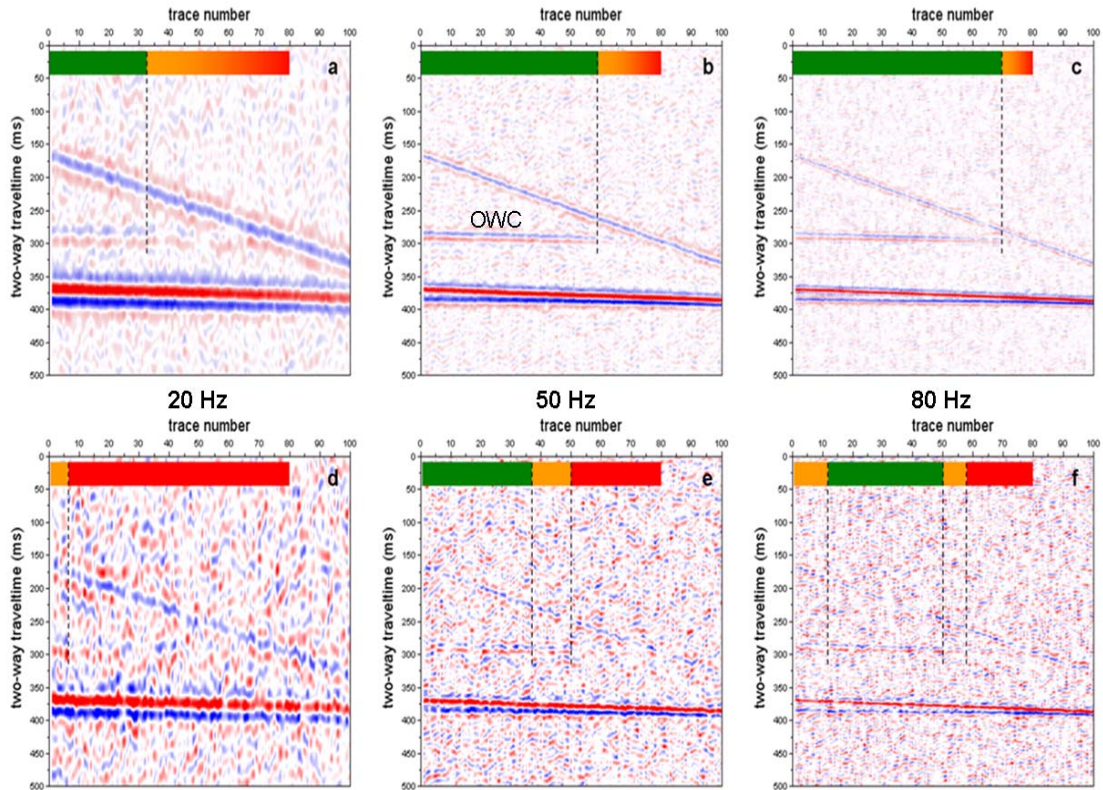 trace number trace number trace number
0 10 20 30 40 50 60 70 80 90 100 0 10 20 30 40 50 60 70 80 90 100 0 10 20 30 40 50 60 70 80 90 100
a b c
two-way traveltime (ms) two-way traveltime (ms) two-way traveltime (ms)
0 0 0
50 50 50
100 100 100
150 150 150
200 200 200
250 250 250
300 300 300
350 350 350
400 400 400
450 450 450
500 500 500
OWC
20 Hz 50 Hz 80 Hz
trace number trace number trace number
0 10 20 30 40 50 60 70 80 90 100 0 10 20 30 40 50 60 70 80 90 100 0 10 20 30 40 50 60 70 80 90 100
d e f
two-way traveltime (ms) two-way traveltime (ms) two-way traveltime (ms)
0 0 0
50 50 50
100 100 100
150 150 150
200 200 200
250 250 250
300 300 300
350 350 350
400 400 400
450 450 450
500 500 500